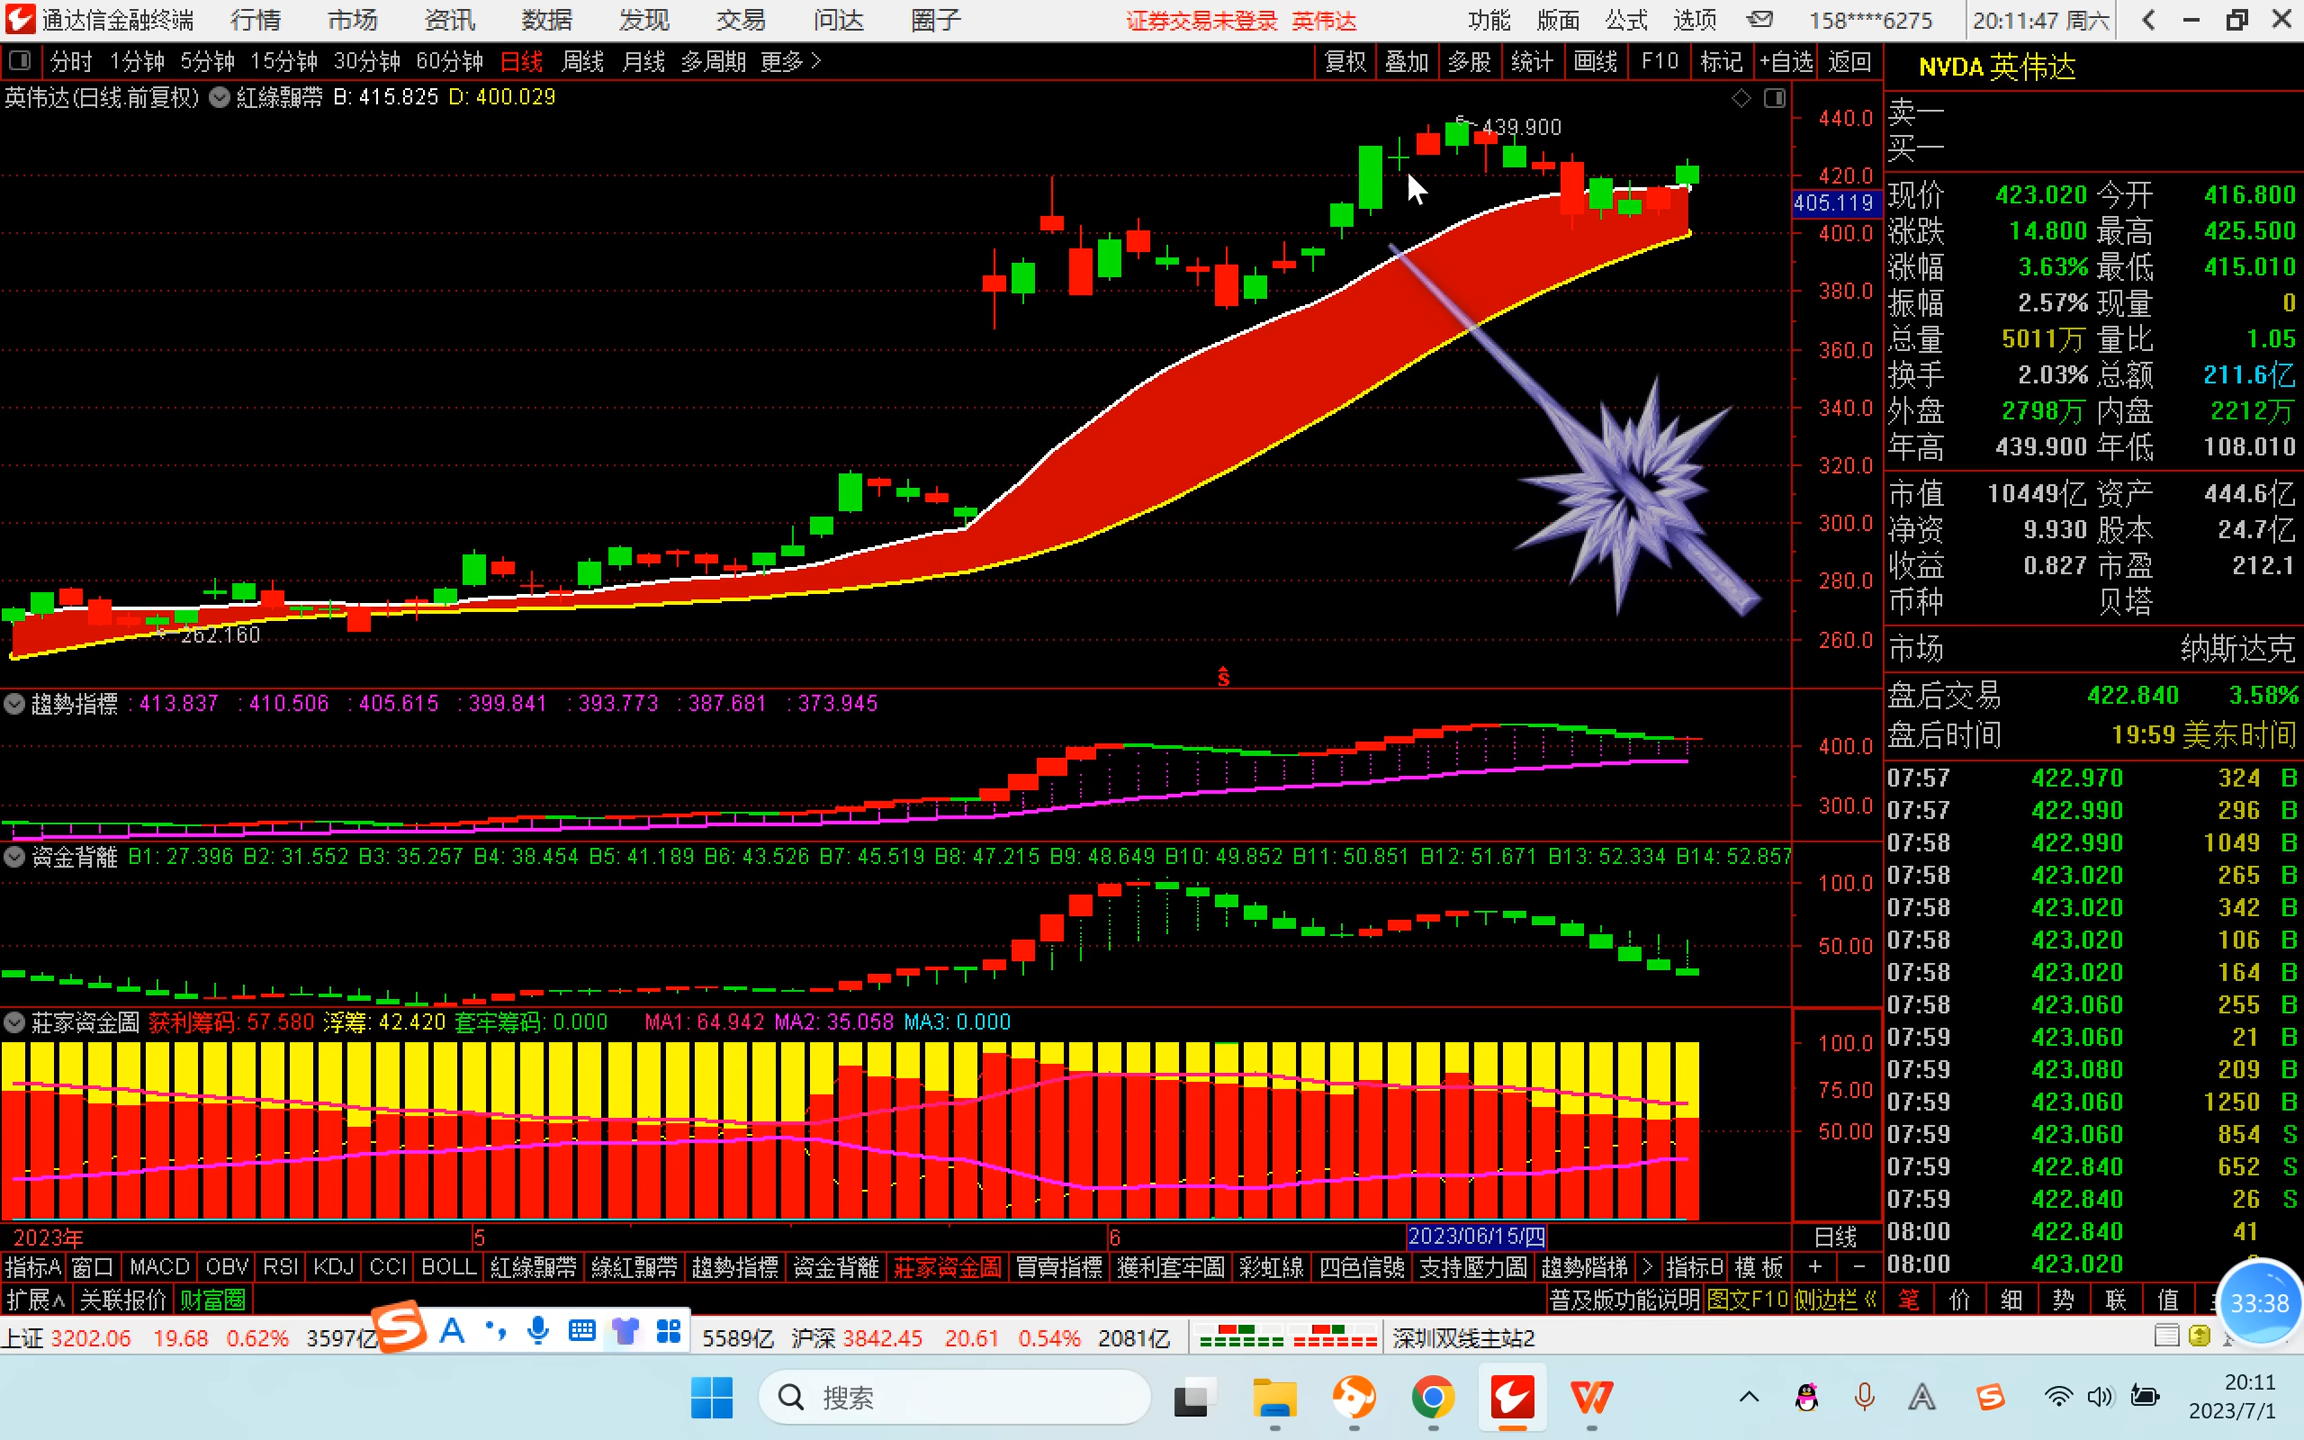 通达信金融终端 行情 市场 资讯 数据 发现 交易 问达 圈子 证券交易未登录 英伟达 功能 版面 公式 选项 158****6275 20:11:47 周六
分时 1分钟 5分钟 15分钟 30分钟 60分钟 日线 周线 月线 多周期 更多 > 复权 叠加 多股 统计 画线 F10 标记 +自选 返回
NVDA 英伟达
英伟达(日线.前复权) 紅綠飄帶 B: 415.825 D: 400.029
439.900
262.160
440.0
420.0
405.119
400.0
380.0
360.0
340.0
320.0
300.0
280.0
260.0
S
卖一
买一
现价 423.020 今开 416.800
涨跌 14.800 最高 425.500
涨幅 3.63% 最低 415.010
振幅 2.57% 现量 0
总量 5011万 量比 1.05
换手 2.03% 总额 211.6亿
外盘 2798万 内盘 2212万
年高 439.900 年低 108.010
市值 10449亿 资产 444.6亿
净资 9.930 股本 24.7亿
收益 0.827 市盈 212.1
币种 贝塔
市场 纳斯达克
盘后交易 422.840 3.58%
盘后时间 19:59 美东时间
07:57 422.970 324 B
07:57 422.990 296 B
07:58 422.990 1049 B
07:58 423.020 265 B
07:58 423.020 342 B
07:58 423.020 106 B
07:58 423.020 164 B
07:58 423.060 255 B
07:59 423.060 21 B
07:59 423.080 209 B
07:59 423.060 1250 B
07:59 423.060 854 S
07:59 422.840 652 S
07:59 422.840 26 S
08:00 422.840 41
08:00 423.020
趨勢指標 : 413.837 : 410.506 : 405.615 : 399.841 : 393.773 : 387.681 : 373.945
400.0
300.0
资金背離 B1: 27.396 B2: 31.552 B3: 35.257 B4: 38.454 B5: 41.189 B6: 43.526 B7: 45.519 B8: 47.215 B9: 48.649 B10: 49.852 B11: 50.851 B12: 51.671 B13: 52.334 B14: 52.857
100.0
50.00
莊家资金圖 获利筹码: 57.580 浮筹: 42.420 套牢筹码: 0.000 MA1: 64.942 MA2: 35.058 MA3: 0.000
100.0
75.00
50.00
2023年 5 6 2023/06/15/四 日线
指标A 窗口 MACD OBV RSI KDJ CCI BOLL 紅綠飄帶 綠紅飄帶 趨勢指標 资金背離 莊家资金圖 買賣指標 獲利套牢圖 彩虹線 四色信號 支持壓力圖 趨勢階梯 > 指标B 模板 + −
扩展∧ 关联报价 财富圈 普及版功能说明 图文F10 侧边栏《 笔 价 细 势 联 值
33:38
上证 3202.06 19.68 0.62% 3597亿 A 5589亿 沪深 3842.45 20.61 0.54% 2081亿 深圳双线主站2
搜索
20:11
2023/7/1